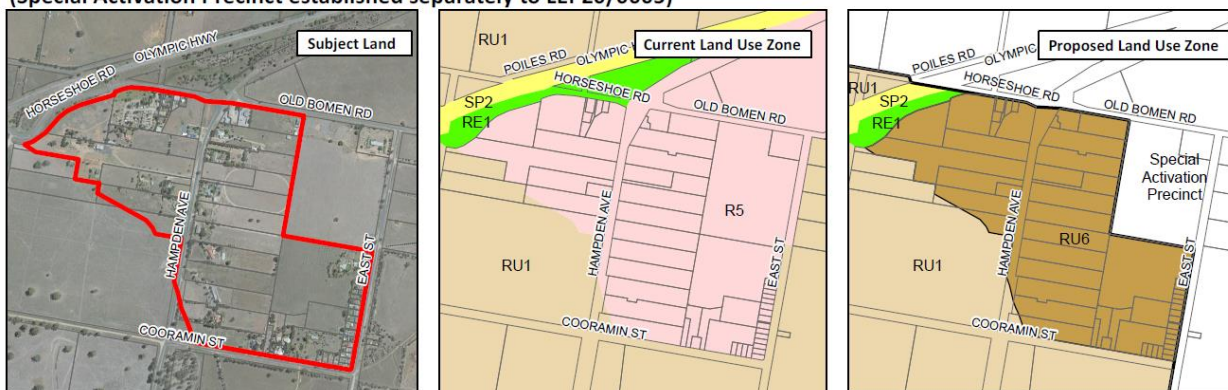 (Special Activation Precinct established separately to LEP20/0005)
Subject Land
OLYMPIC HWY
HORSESHOE RD
OLD BOMEN RD
HAMPDEN AVE
EAST ST
COORAMIN ST
Current Land Use Zone
RU1
POILES RD
OLYMPIC H
HORSESHOE RD
SP2
RE1
OLD BOMEN RD
R5
RU1
HAMPDEN AVE
EAST ST
COORAMIN ST
Proposed Land Use Zone
POILES RD
OLYMPIC
RU1
HORSESHOE RD
SP2
RE1
OLD BOMEN RD
Special
Activation
Precinct
RU6
RU1
HAMPDEN AVE
EAST ST
COORAMIN ST